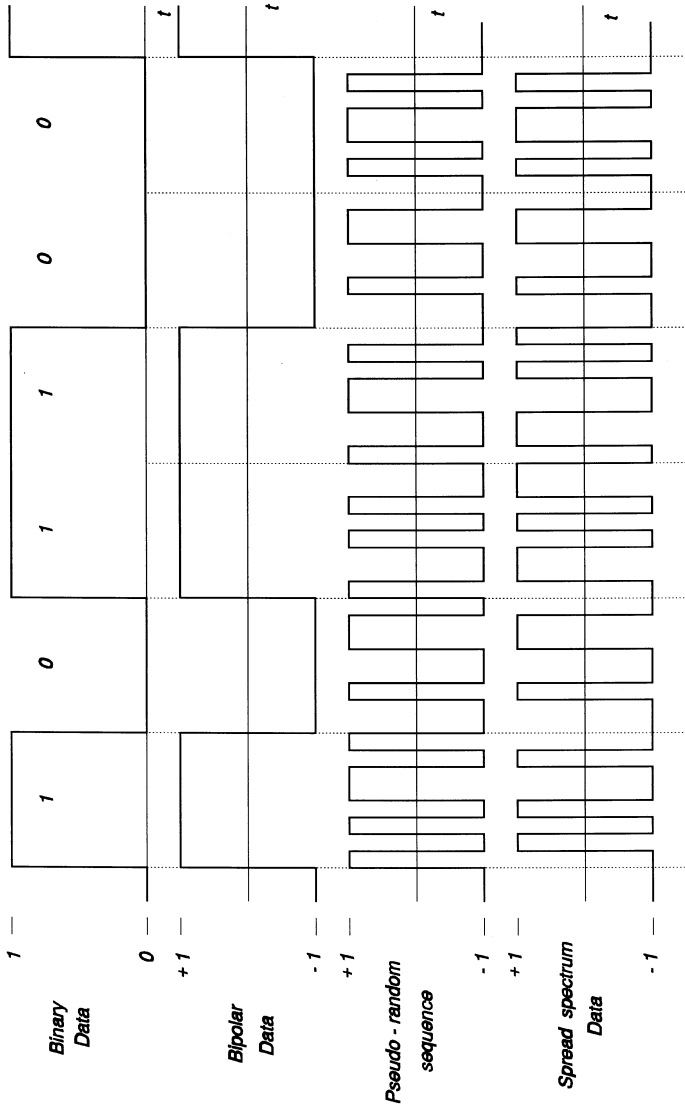 Binary
Data
1
0
1
0
1
1
0
0
t
Bipolar
Data
+ 1
- 1
t
Pseudo - random
sequence
+ 1
- 1
t
Spread spectrum
Data
+ 1
- 1
t